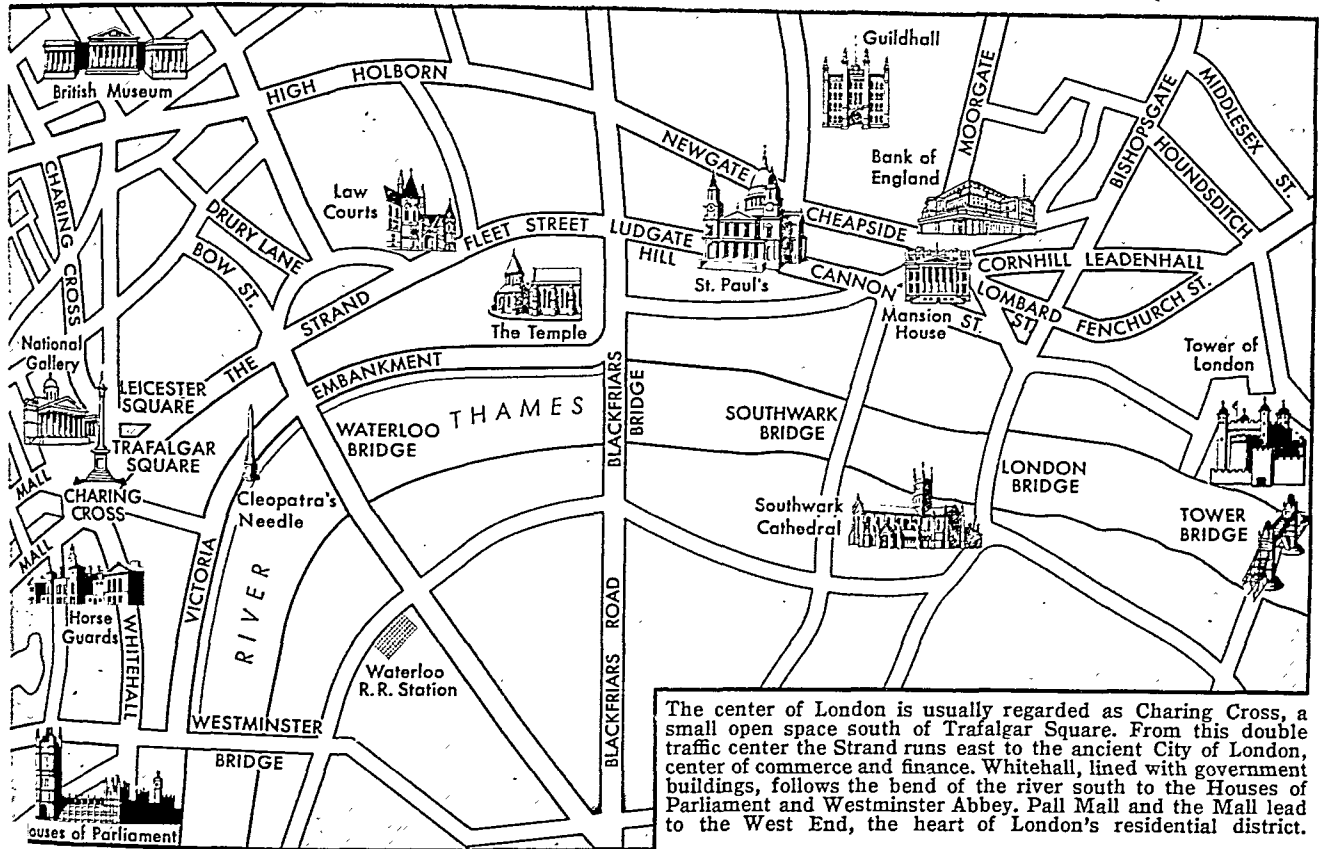 British Museum
HIGH HOLBORN
Guildhall
MOORGATE
BISHOPSGATE
MIDDLESEX ST.
HOUNDSDITCH
NEWGATE
Bank of
England
CHARING CROSS
Law
Courts
DRURY LANE
BOW ST.
FLEET STREET
LUDGATE
HILL
St. Paul's
CHEAPSIDE
CANNON ST.
Mansion
House
CORNHILL
LEADENHALL
LOMBARD
ST.
FENCHURCH ST.
The Temple
THE STRAND
EMBANKMENT
National
Gallery
LEICESTER
SQUARE
TRAFALGAR
SQUARE
MALL
CHARING
CROSS
MALL
Cleopatra's
Needle
WATERLOO
BRIDGE
THAMES
BLACKFRIARS
BRIDGE
SOUTHWARK
BRIDGE
LONDON
BRIDGE
Tower of
London
TOWER
BRIDGE
Southwark
Cathedral
VICTORIA
RIVER
Horse
Guards
WHITEHALL
Waterloo
R.R. Station
BLACKFRIARS ROAD
WESTMINSTER
BRIDGE
ouses of Parliament
The center of London is usually regarded as Charing Cross, a
small open space south of Trafalgar Square. From this double
traffic center the Strand runs east to the ancient City of London,
center of commerce and finance. Whitehall, lined with government
buildings, follows the bend of the river south to the Houses of
Parliament and Westminster Abbey. Pall Mall and the Mall lead
to the West End, the heart of London's residential district.